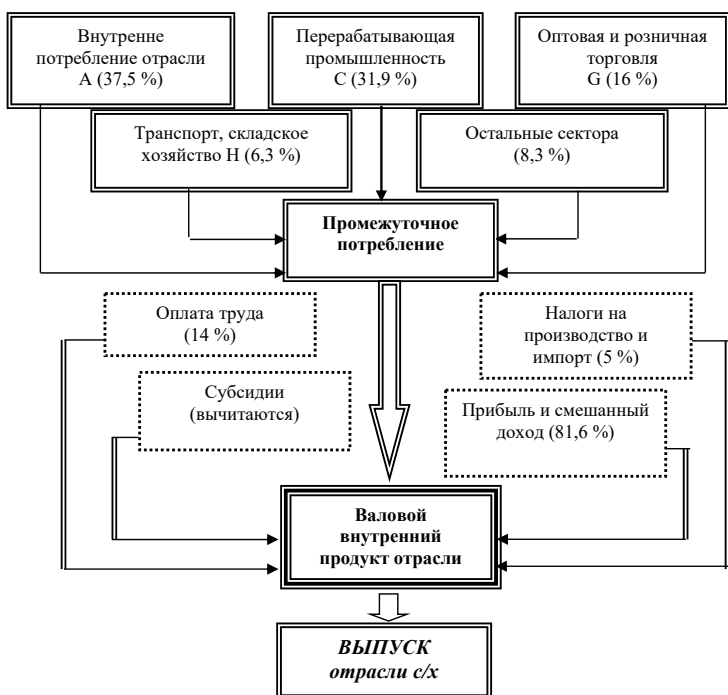 Внутренне
потребление отрасли
А (37,5 %)
Перерабатывающая
промышленность
С (31,9 %)
Оптовая и розничная
торговля
G (16 %)
Транспорт, складское
хозяйство Н (6,3 %)
Остальные сектора
(8,3 %)
Промежуточное
потребление
Оплата труда
(14 %)
Налоги на
производство и
импорт (5 %)
Субсидии
(вычитаются)
Прибыль и смешанный
доход (81,6 %)
Валовой
внутренний
продукт отрасли
ВЫПУСК
отрасли с/х